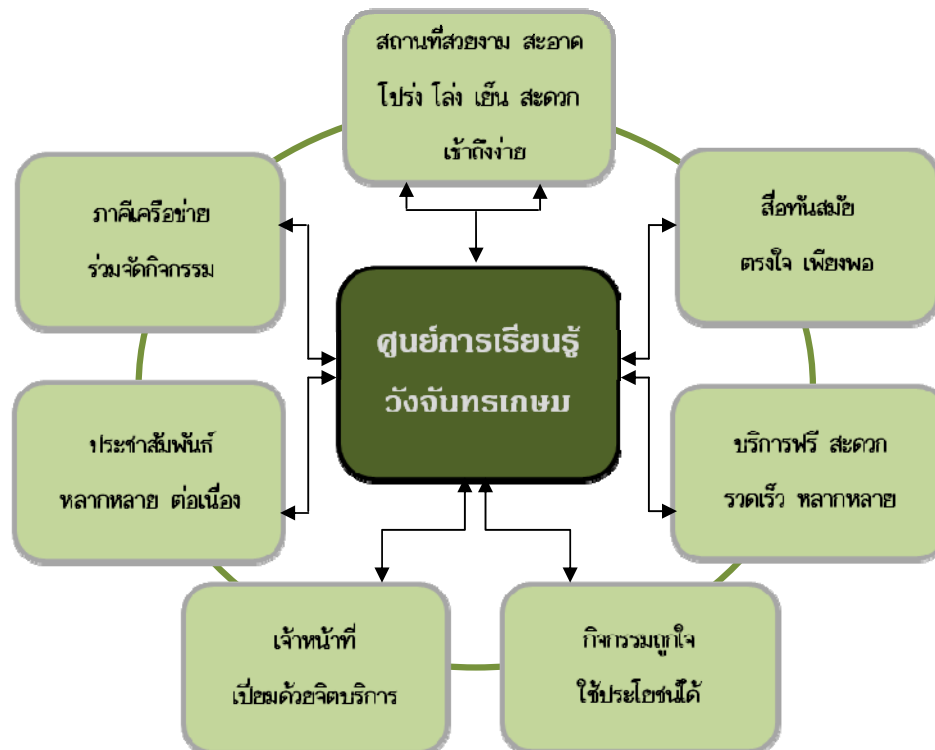 สถานที่สวยงาม สะอาด
โปร่ง โล่ง เย็น สะดวก
เข้าถึงง่าย
ภาคีเครือข่าย
ร่วมจัดกิจกรรม
สื่อทันสมัย
ตรงใจ เพียงพอ
ศูนย์การเรียนรู้
วังจันทรเกษม
ประชาสัมพันธ์
หลากหลาย ต่อเนื่อง
บริการฟรี สะดวก
รวดเร็ว หลากหลาย
เจ้าหน้าที่
เปี่ยมด้วยจิตบริการ
กิจกรรมถูกใจ
ใช้ประโยชน์ได้